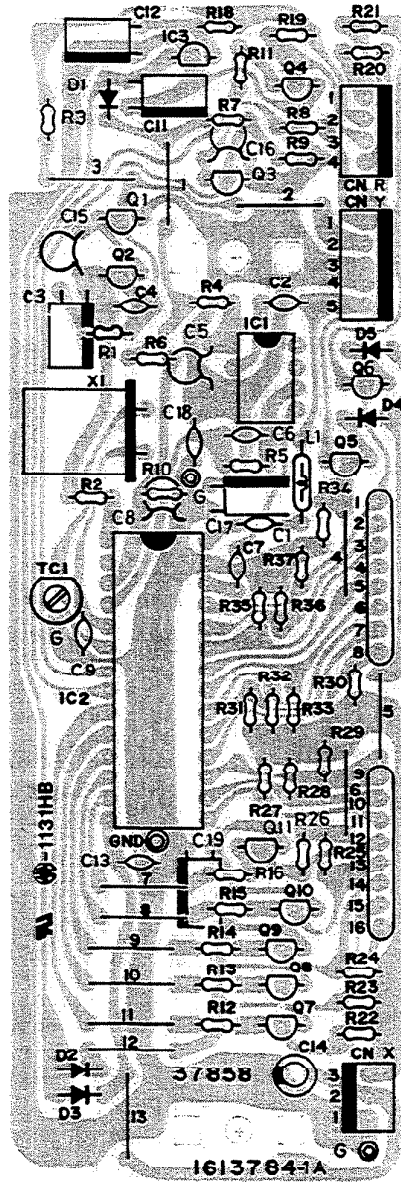 C12 R18 R21
IC3 R19
R11 R20
D1 Q4
R3 R7 1
C11 R8 2
C16 R9 3
4
3 Q3 CN R
1 2 CN Y
Q1 1
C15 2
3
Q2 4
C3 C4 R4 C2 5
IC1 D5
R1 R6 C5 Q6
X1 D4
C18 C6 L1
R5 Q5
R2 R10 G R34
C8 C17 C1 1
2
C7 R37 4 3
TC1 4
R35 R36 5
G 6
7
C9 8
R32 R30
IC2 R31 R33 5
R29
9
R27 R28 6
10
-1131HB 11
GND C19 Q11 R26 12
C13 13
7 R16 14
8 R15 Q10 15
9 R14 Q9 16
10 R13 Q8 R24
R23
11 R12 Q7 R22
12 CN X
D2 C14
3785B 3
D3 2
13 1
G
1613784-1A